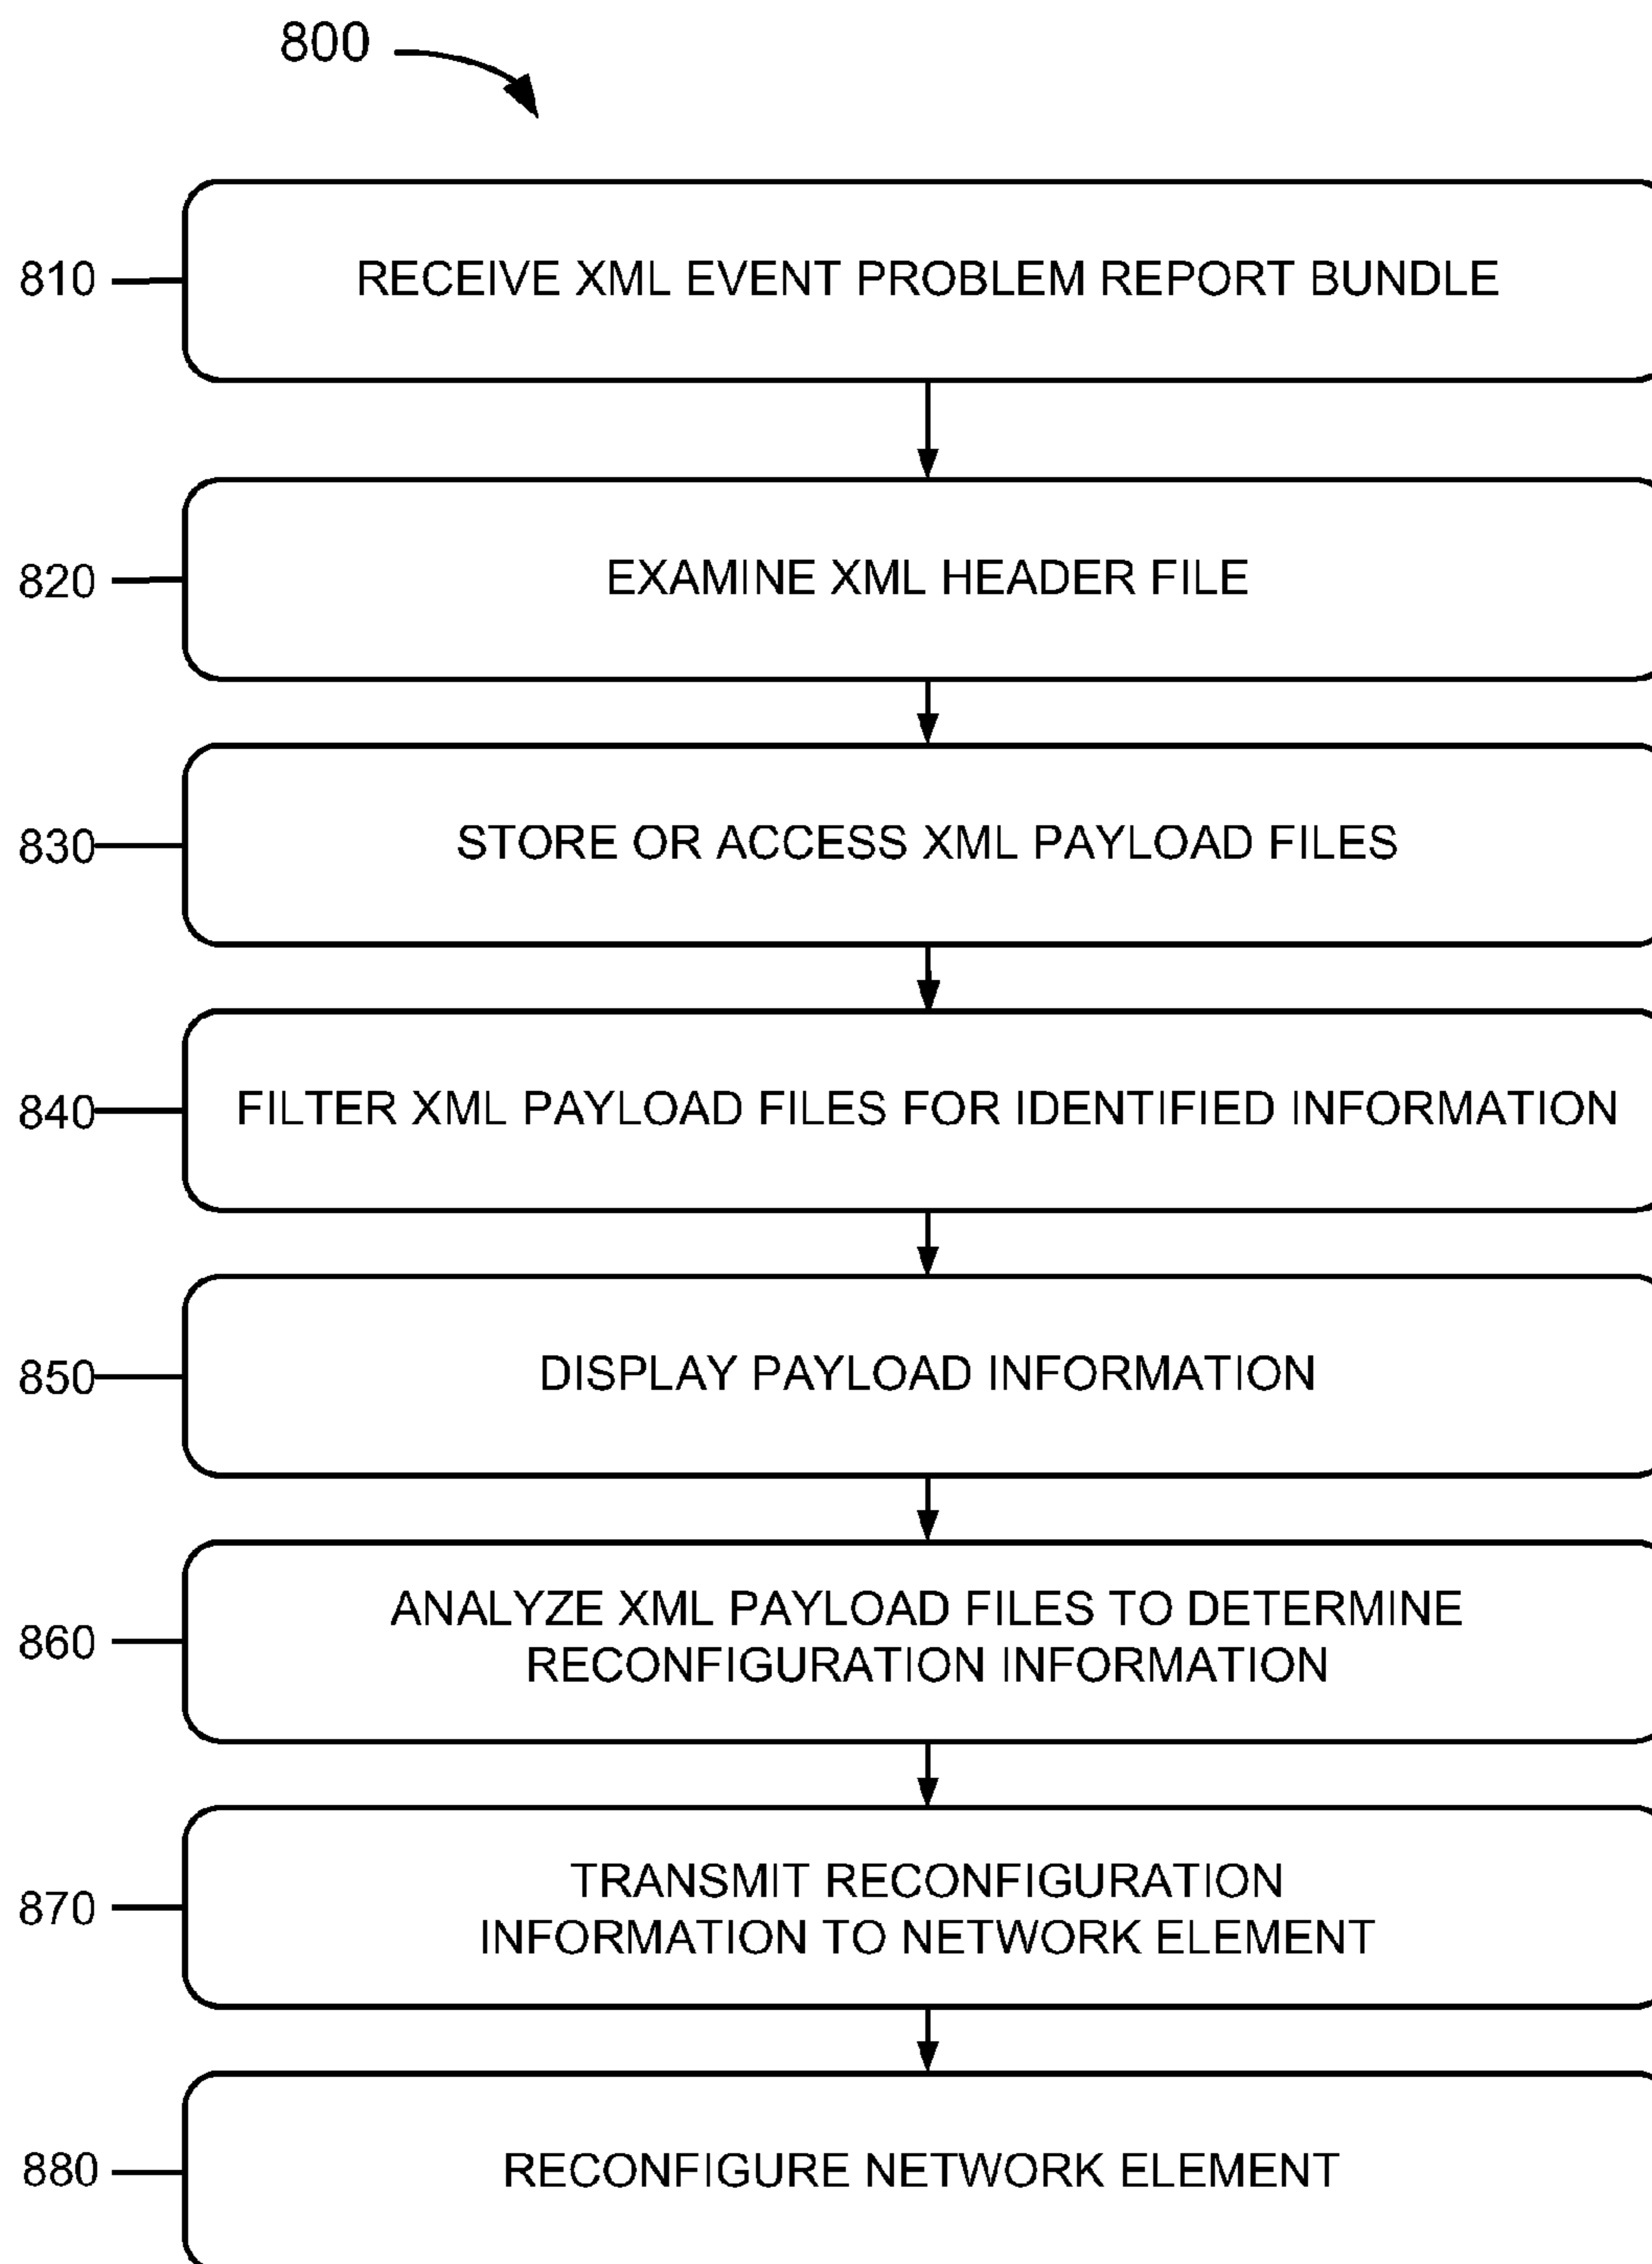 800
810
RECEIVE XML EVENT PROBLEM REPORT BUNDLE
820
EXAMINE XML HEADER FILE
830
STORE OR ACCESS XML PAYLOAD FILES
840
FILTER XML PAYLOAD FILES FOR IDENTIFIED INFORMATION
850
DISPLAY PAYLOAD INFORMATION
860
ANALYZE XML PAYLOAD FILES TO DETERMINE
RECONFIGURATION INFORMATION
870
TRANSMIT RECONFIGURATION
INFORMATION TO NETWORK ELEMENT
880
RECONFIGURE NETWORK ELEMENT